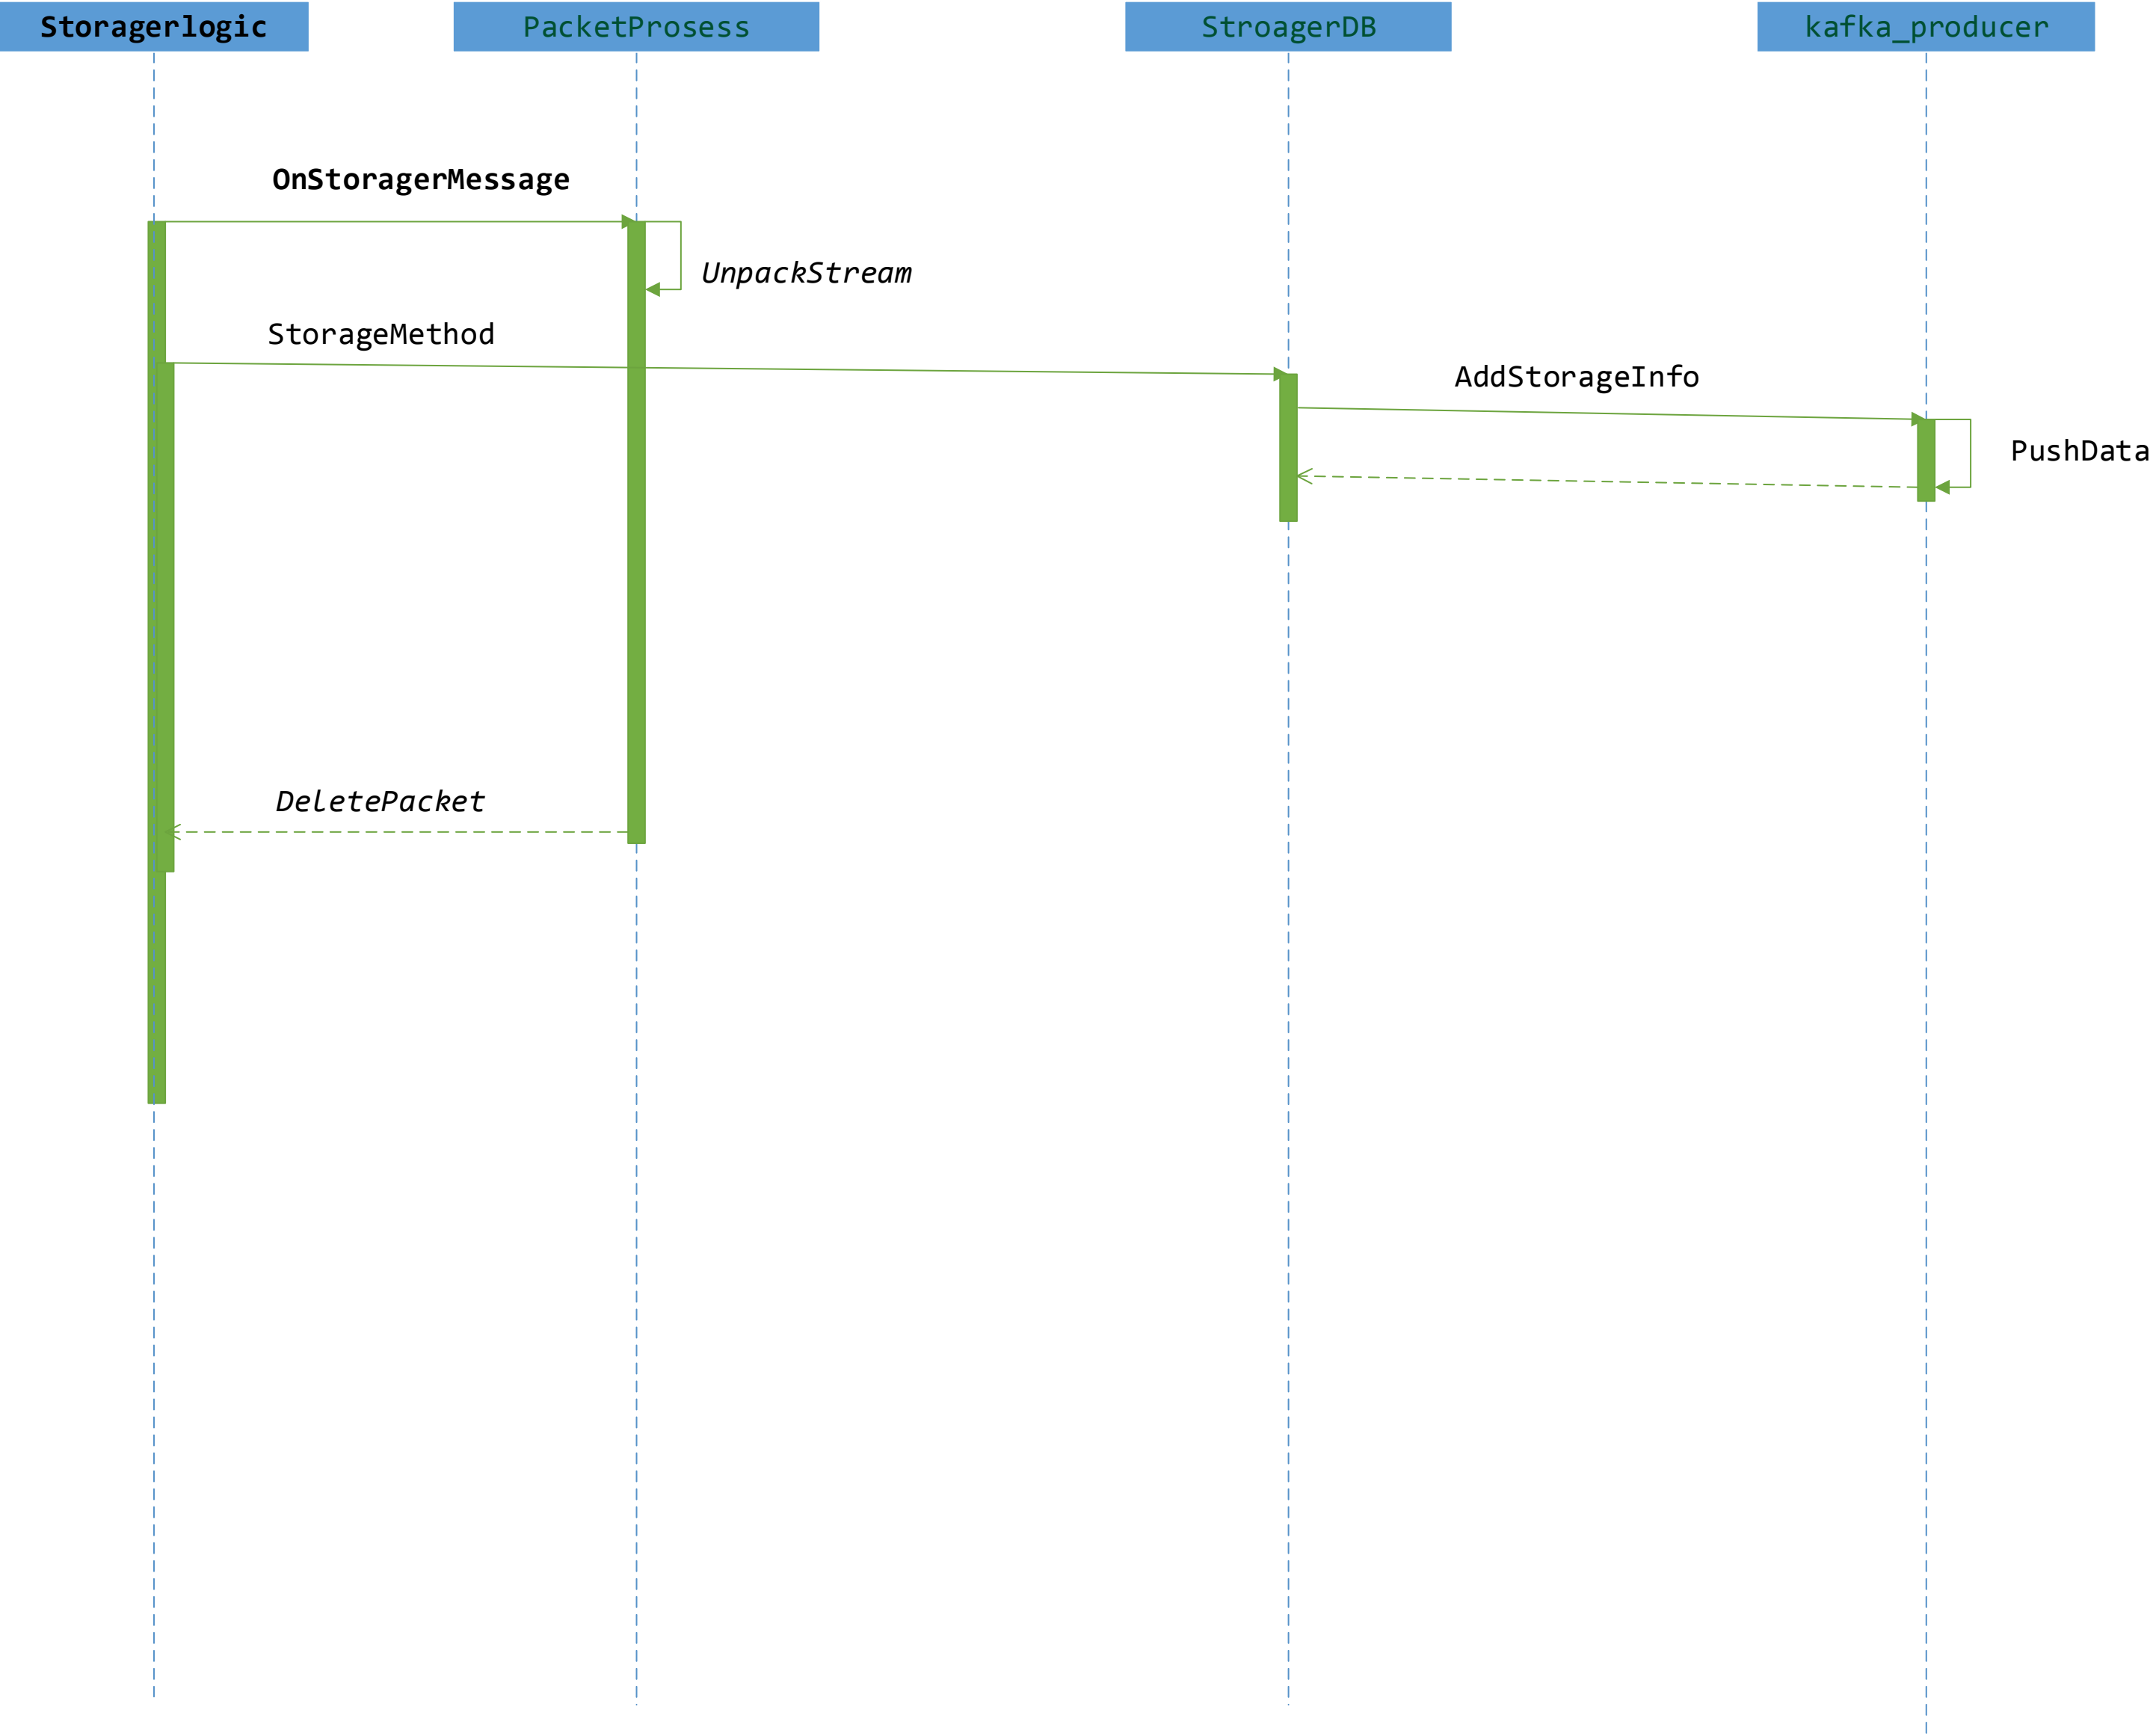 Storagerlogic
PacketProsess
StroagerDB
kafka_producer
OnStoragerMessage
UnpackStream
StorageMethod
AddStorageInfo
PushData
DeletePacket